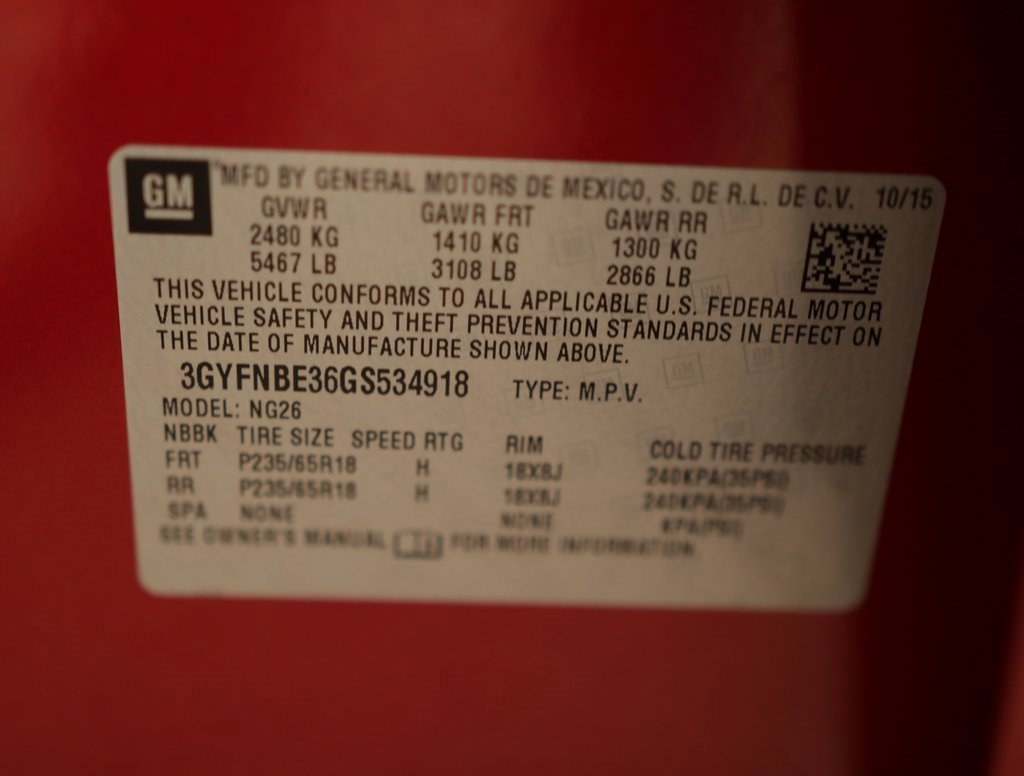 GM MFD BY GENERAL MOTORS DE MEXICO, S. DE R.L. DE C.V. 10/15
GVWR GAWR FRT GAWR RR
2480 KG 1410 KG 1300 KG
5467 LB 3108 LB 2866 LB
THIS VEHICLE CONFORMS TO ALL APPLICABLE U.S. FEDERAL MOTOR
VEHICLE SAFETY AND THEFT PREVENTION STANDARDS IN EFFECT ON
THE DATE OF MANUFACTURE SHOWN ABOVE.
3GYFNBE36GS534918 TYPE: M.P.V.
MODEL: NG26
NBBK TIRE SIZE SPEED RTG RIM COLD TIRE PRESSURE
FRT P235/65R18 H 18X8J 240KPA(35PSI)
RR P235/65R18 H 18X8J 240KPA(35PSI)
SPA NONE NONE KPA(PSI)
SEE OWNER'S MANUAL FOR MORE INFORMATION.